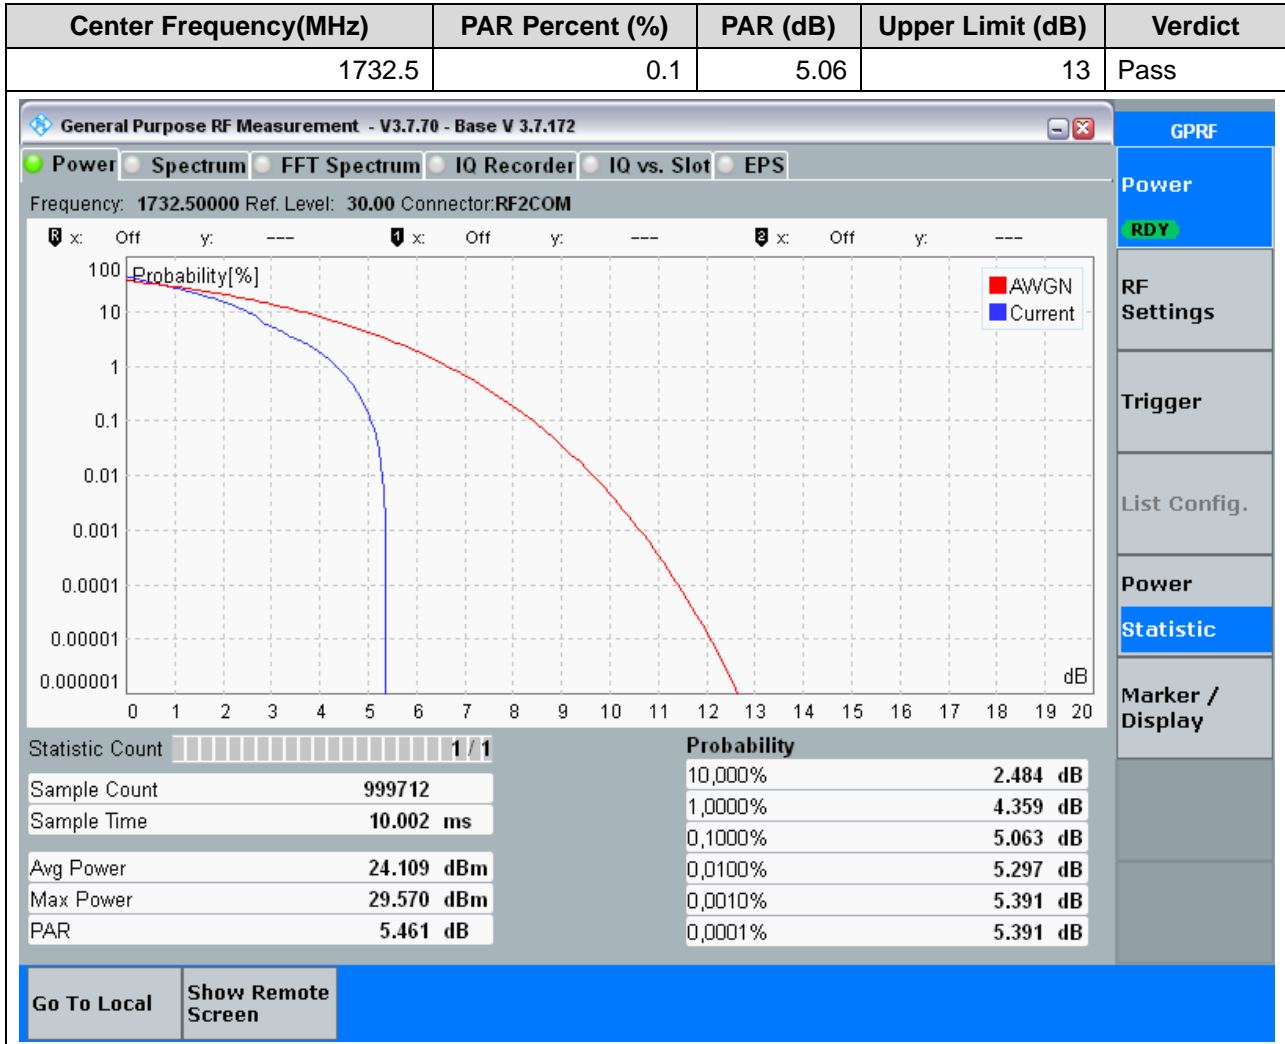 Center Frequency(MHz) PAR Percent (%) PAR (dB) Upper Limit (dB) Verdict
1732.5 0.1 5.06 13 Pass
General Purpose RF Measurement - V3.7.70 - Base V 3.7.172
GPRF
Power Spectrum FFT Spectrum IQ Recorder IQ vs. Slot EPS
Frequency: 1732.50000 Ref. Level: 30.00 Connector:RF2COM
R x: Off y: --- 1 x: Off y: --- 2 x: Off y: ---
Probability[%]
AWGN
Current
100
10
1
0.1
0.01
0.001
0.0001
0.00001
0.000001
dB
0 1 2 3 4 5 6 7 8 9 10 11 12 13 14 15 16 17 18 19 20
Statistic Count 1 / 1
Sample Count 999712
Sample Time 10.002 ms
Avg Power 24.109 dBm
Max Power 29.570 dBm
PAR 5.461 dB
Probability
10,000% 2.484 dB
1,0000% 4.359 dB
0,1000% 5.063 dB
0,0100% 5.297 dB
0,0010% 5.391 dB
0,0001% 5.391 dB
Power
RDY
RF
Settings
Trigger
List Config.
Power
Statistic
Marker /
Display
Go To Local
Show Remote
Screen